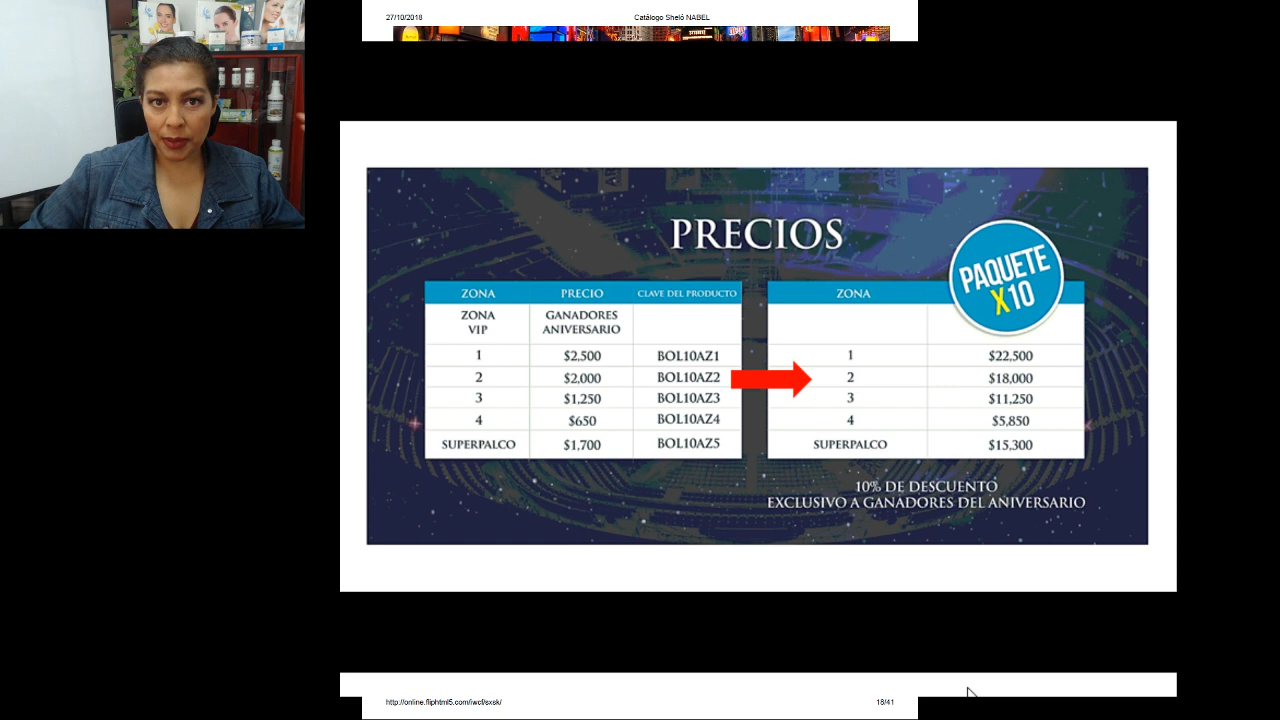 27/10/2018 Catálogo Sheló NABEL
PRECIOS
PAQUETE
X10
ZONA PRECIO CLAVE DEL PRODUCTO
ZONA VIP GANADORES ANIVERSARIO
1 $2,500 BOL10AZ1
2 $2,000 BOL10AZ2
3 $1,250 BOL10AZ3
4 $650 BOL10AZ4
SUPERPALCO $1,700 BOL10AZ5
ZONA
1 $22,500
2 $18,000
3 $11,250
4 $5,850
SUPERPALCO $15,300
10% DE DESCUENTO
EXCLUSIVO A GANADORES DEL ANIVERSARIO
http://online.fliphtml5.com/iwcf/sxsk/ 18/41